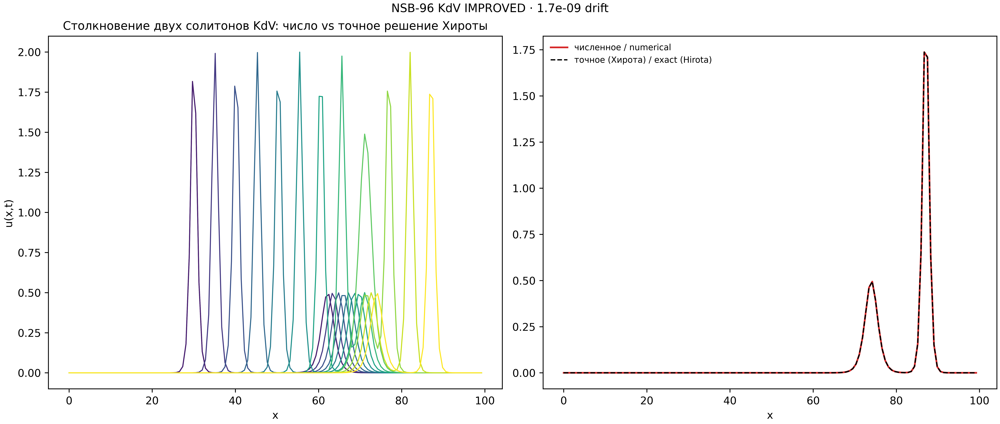 NSB-96 KdV IMPROVED · 1.7e-09 drift
Столкновение двух солитонов KdV: число vs точное решение Хироты
u(x,t)
2.00
1.75
1.50
1.25
1.00
0.75
0.50
0.25
0.00
0 20 40 60 80 100
x
численное / numerical
точное (Хирота) / exact (Hirota)
1.75
1.50
1.25
1.00
0.75
0.50
0.25
0.00
0 20 40 60 80 100
x